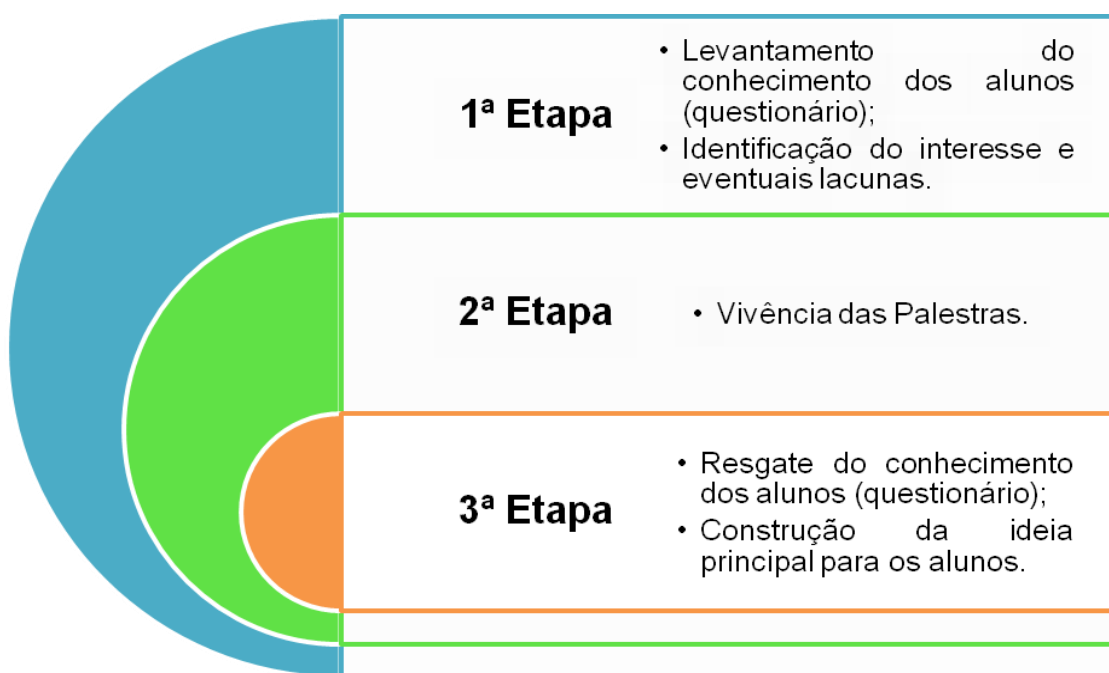 1ª Etapa
• Levantamento do
conhecimento dos alunos
(questionário);
• Identificação do interesse e
eventuais lacunas.
2ª Etapa
• Vivência das Palestras.
3ª Etapa
• Resgate do conhecimento
dos alunos (questionário);
• Construção da ideia
principal para os alunos.